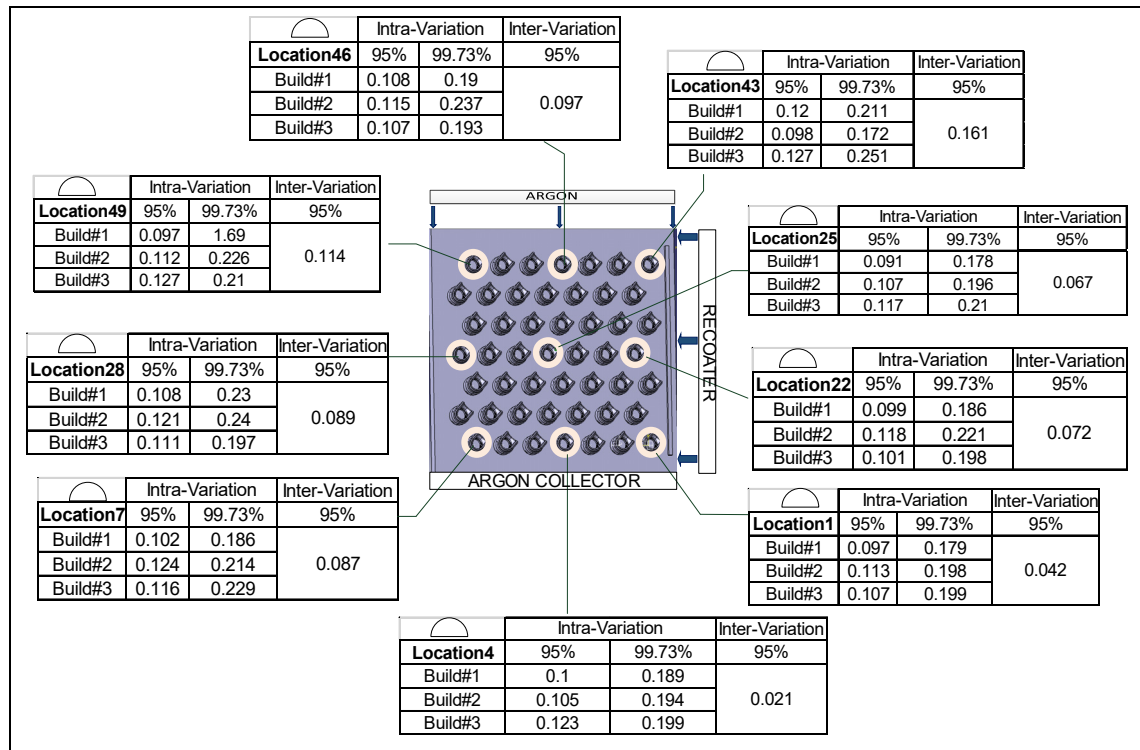 Intra-Variation Inter-Variation
Location46 95% 99.73% 95%
Build#1 0.108 0.19
Build#2 0.115 0.237 0.097
Build#3 0.107 0.193
Intra-Variation Inter-Variation
Location43 95% 99.73% 95%
Build#1 0.12 0.211
Build#2 0.098 0.172 0.161
Build#3 0.127 0.251
Intra-Variation Inter-Variation
Location49 95% 99.73% 95%
Build#1 0.097 1.69
Build#2 0.112 0.226 0.114
Build#3 0.127 0.21
ARGON
Intra-Variation Inter-Variation
Location25 95% 99.73% 95%
Build#1 0.091 0.178
Build#2 0.107 0.196 0.067
Build#3 0.117 0.21
RECOATER
Intra-Variation Inter-Variation
Location28 95% 99.73% 95%
Build#1 0.108 0.23
Build#2 0.121 0.24 0.089
Build#3 0.111 0.197
Intra-Variation Inter-Variation
Location22 95% 99.73% 95%
Build#1 0.099 0.186
Build#2 0.118 0.221 0.072
Build#3 0.101 0.198
ARGON COLLECTOR
Intra-Variation Inter-Variation
Location7 95% 99.73% 95%
Build#1 0.102 0.186
Build#2 0.124 0.214 0.087
Build#3 0.116 0.229
Intra-Variation Inter-Variation
Location1 95% 99.73% 95%
Build#1 0.097 0.179
Build#2 0.113 0.198 0.042
Build#3 0.107 0.199
Intra-Variation Inter-Variation
Location4 95% 99.73% 95%
Build#1 0.1 0.189
Build#2 0.105 0.194 0.021
Build#3 0.123 0.199